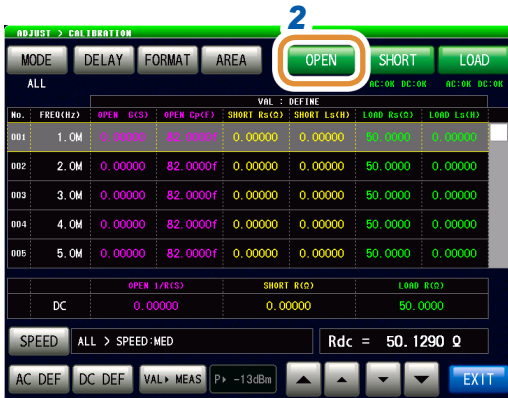 2
ADJUST > CALIBRATION
MODE DELAY FORMAT AREA OPEN SHORT LOAD
ALL AC:OK DC:OK AC:OK DC:OK
VAL : DEFINE
No. FREQ(Hz) OPEN G(S) OPEN Cp(F) SHORT Rs(Ω) SHORT Ls(H) LOAD Rs(Ω) LOAD Ls(H)
001 1. 0M 0. 00000 82. 0000f 0. 00000 0. 00000 50. 0000 0. 00000
002 2. 0M 0. 00000 82. 0000f 0. 00000 0. 00000 50. 0000 0. 00000
003 3. 0M 0. 00000 82. 0000f 0. 00000 0. 00000 50. 0000 0. 00000
004 4. 0M 0. 00000 82. 0000f 0. 00000 0. 00000 50. 0000 0. 00000
005 5. 0M 0. 00000 82. 0000f 0. 00000 0. 00000 50. 0000 0. 00000
OPEN 1/R(S) SHORT R(Ω) LOAD R(Ω)
DC 0. 00000 0. 00000 50. 0000
SPEED ALL > SPEED:MED Rdc = 50. 1290 Ω
AC DEF DC DEF VAL▸ MEAS P▸ -13dBm ▲ ▲ ▼ ▼ EXIT